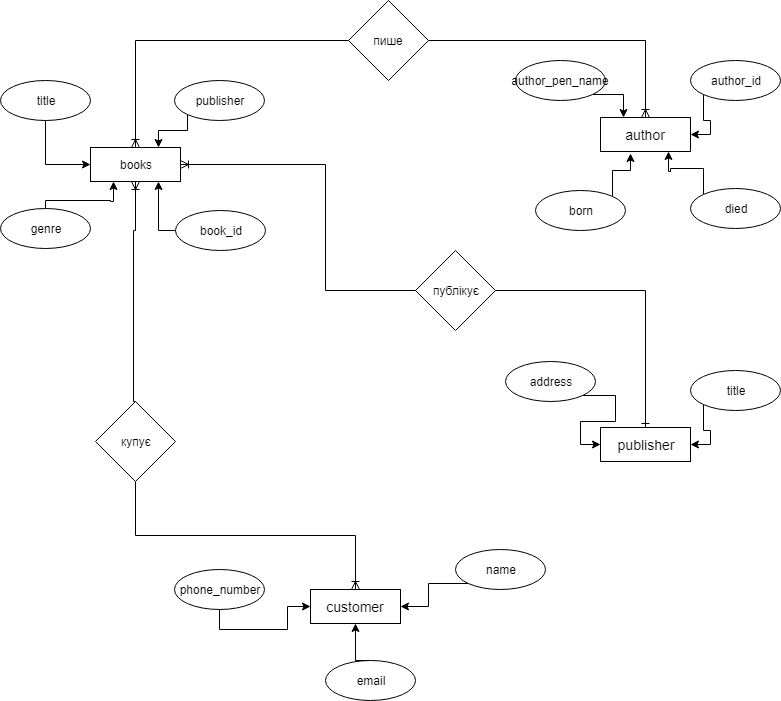 пише
title
publisher
author_pen_name
author_id
author
books
genre
book_id
born
died
публікує
address
title
купує
publisher
name
phone_number
customer
email